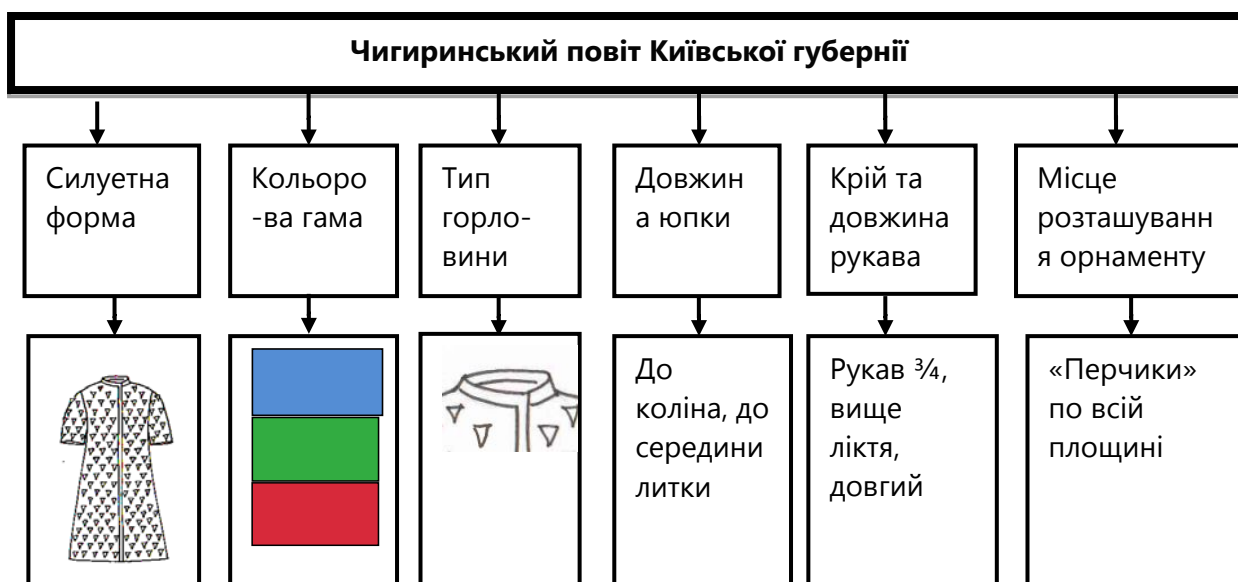 Чигиринський повіт Київської губернії
Силуетна
форма
Кольоро
-ва гама
Тип
горло-
вини
Довжин
а юпки
Крій та
довжина
рукава
Місце
розташуванн
я орнаменту
До
коліна, до
середини
литки
Рукав ¾,
вище
ліктя,
довгий
«Перчики»
по всій
площині